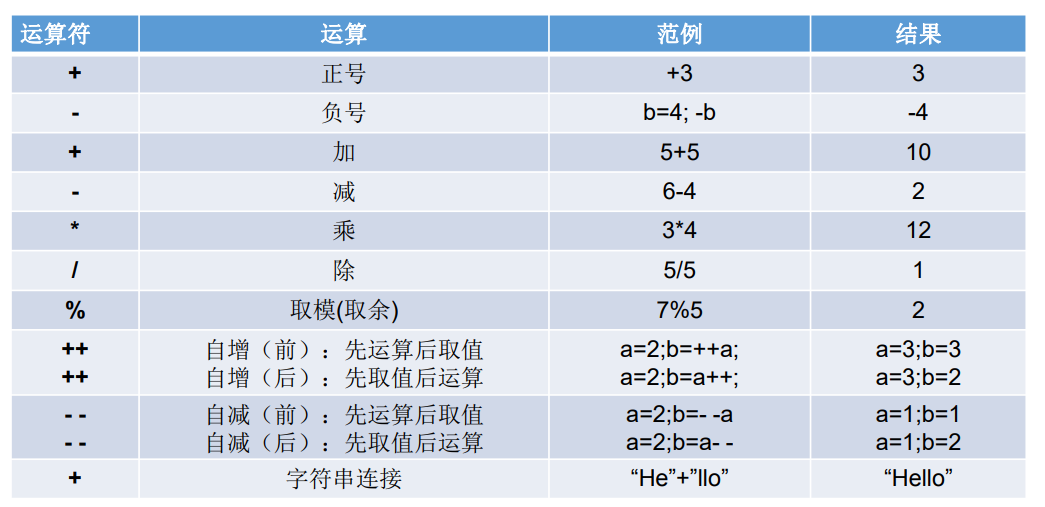 运算符 运算 范例 结果
+ 正号 +3 3
- 负号 b=4; -b -4
+ 加 5+5 10
- 减 6-4 2
* 乘 3*4 12
/ 除 5/5 1
% 取模(取余) 7%5 2
++ 自增（前）：先运算后取值 a=2;b=++a; a=3;b=3
++ 自增（后）：先取值后运算 a=2;b=a++; a=3;b=2
- - 自减（前）：先运算后取值 a=2;b=- -a a=1;b=1
- - 自减（后）：先取值后运算 a=2;b=a- - a=1;b=2
+ 字符串连接 “He”+”llo” “Hello”